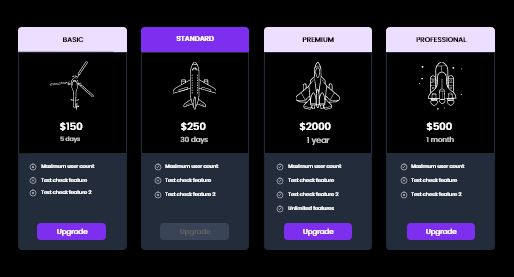 BASIC
$150
5 days
Maximum user count
Test check feature
Test check feature 2
Upgrade
STANDARD
$250
30 days
Maximum user count
Test check feature
Test check feature 2
Upgrade
PREMIUM
$2000
1 year
Maximum user count
Test check feature
Test check feature 2
Unlimited features
Upgrade
PROFESSIONAL
$500
1 month
Maximum user count
Test check feature
Test check feature 2
Upgrade